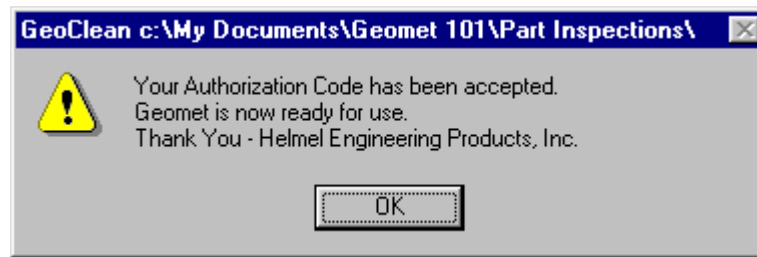 GeoClean c:\My Documents\Geomet 101\Part Inspections\
Your Authorization Code has been accepted.
Geomet is now ready for use.
Thank You - Helmel Engineering Products, Inc.
OK